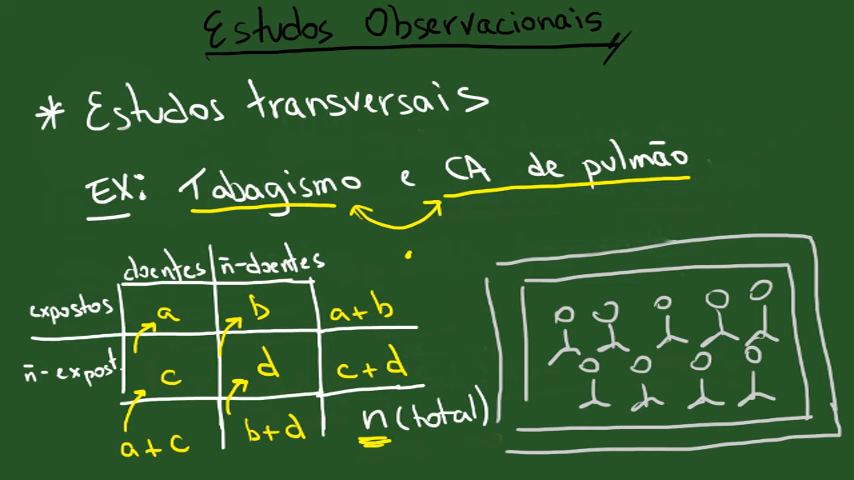 Estudos Observacionais
* Estudos transversais
EX: Tabagismo e CA de pulmão
doentes n̄-doentes
expostos a b a+b
n̄-expost. c d c+d
a+c b+d n (total)